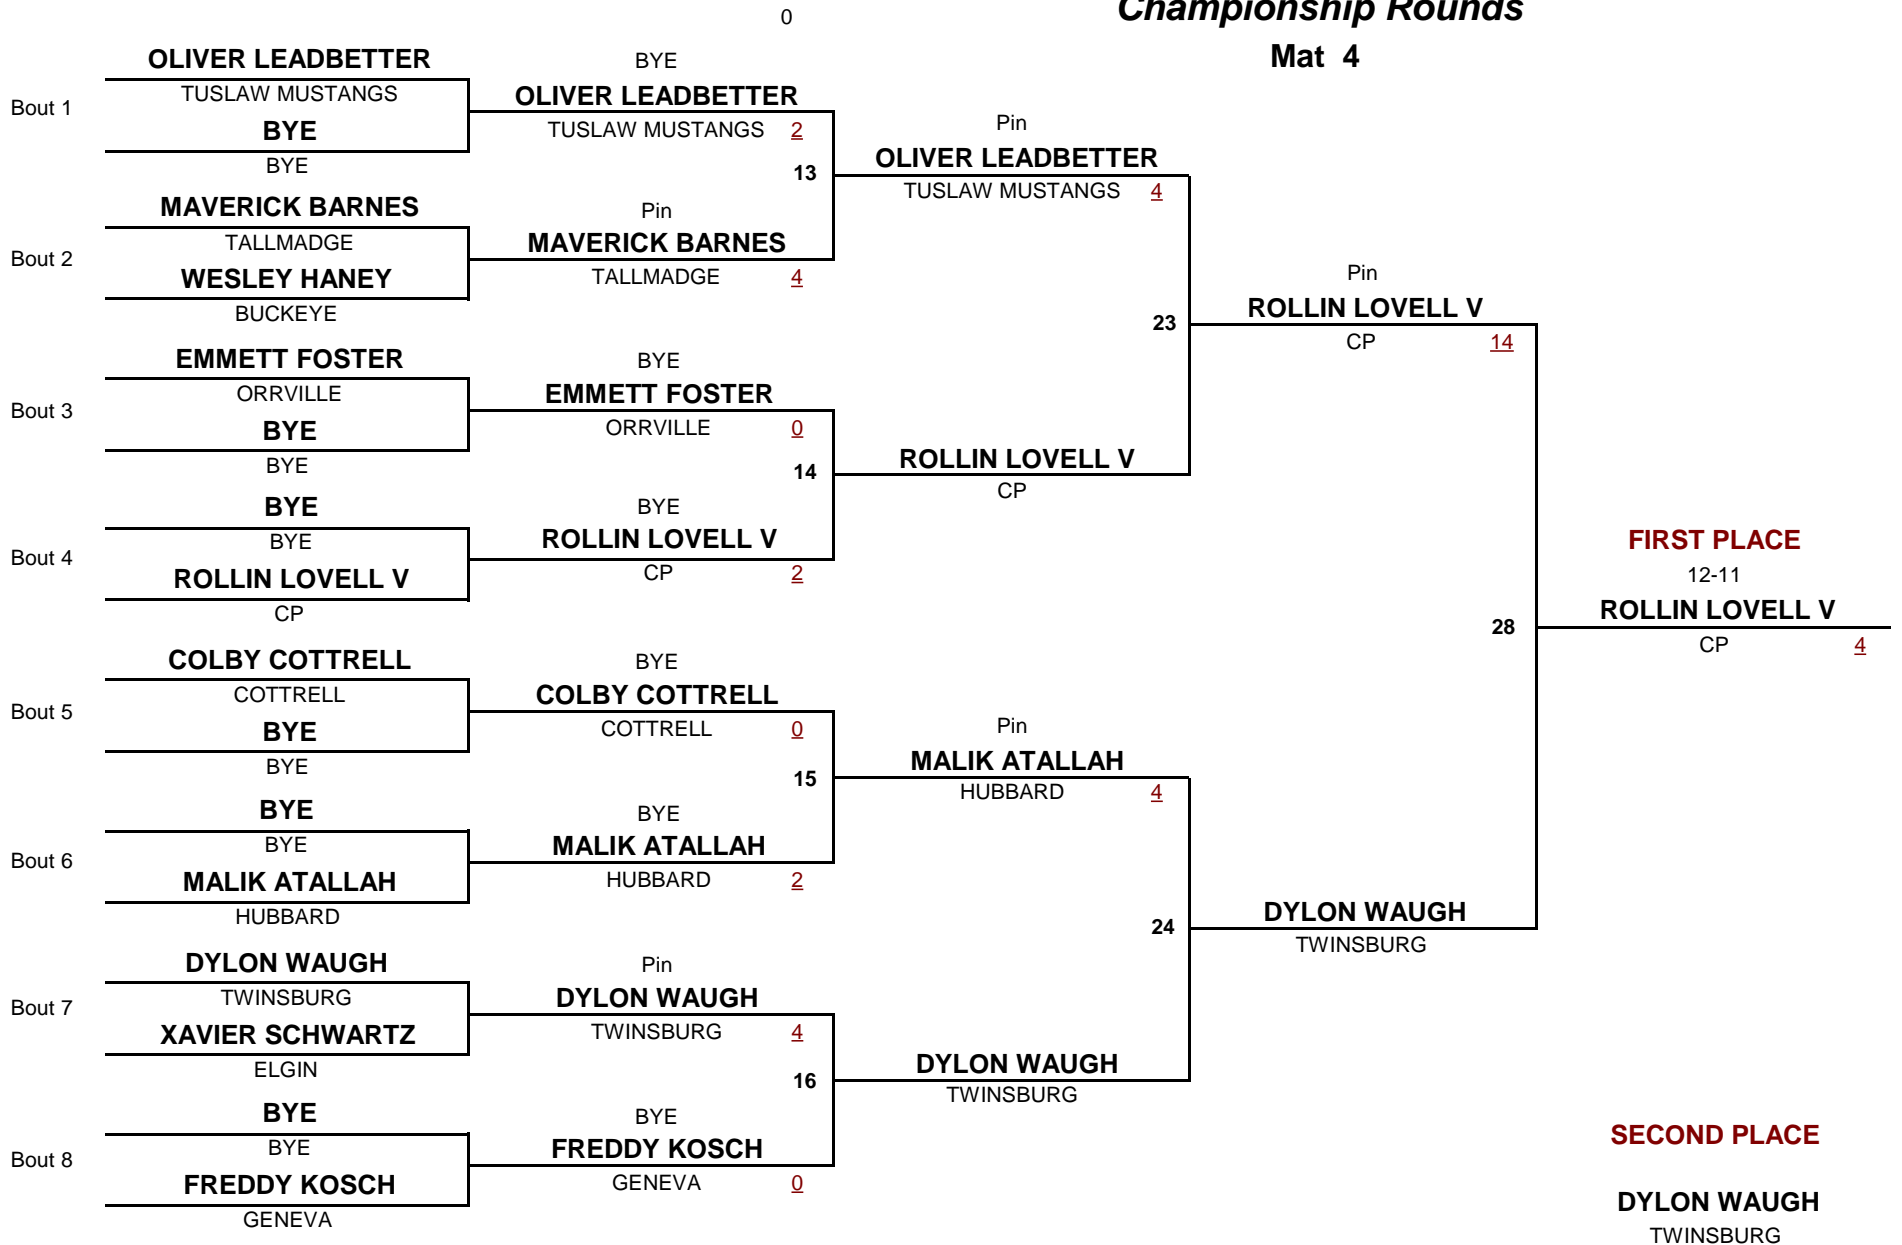 0
Championship Rounds
Mat 4
OLIVER LEADBETTER
TUSLAW MUSTANGS
Bout 1
BYE
BYE
MAVERICK BARNES
TALLMADGE
Bout 2
WESLEY HANEY
BUCKEYE
EMMETT FOSTER
ORRVILLE
Bout 3
BYE
BYE
BYE
BYE
Bout 4
ROLLIN LOVELL V
CP
COLBY COTTRELL
COTTRELL
Bout 5
BYE
BYE
BYE
BYE
Bout 6
MALIK ATALLAH
HUBBARD
DYLON WAUGH
TWINSBURG
Bout 7
XAVIER SCHWARTZ
ELGIN
BYE
BYE
Bout 8
FREDDY KOSCH
GENEVA
BYE
OLIVER LEADBETTER
TUSLAW MUSTANGS 2
13
Pin
MAVERICK BARNES
TALLMADGE 4
BYE
EMMETT FOSTER
ORRVILLE 0
14
BYE
ROLLIN LOVELL V
CP 2
BYE
COLBY COTTRELL
COTTRELL 0
15
BYE
MALIK ATALLAH
HUBBARD 2
Pin
DYLON WAUGH
TWINSBURG 4
16
BYE
FREDDY KOSCH
GENEVA 0
Pin
OLIVER LEADBETTER
TUSLAW MUSTANGS 4
23
ROLLIN LOVELL V
CP
Pin
MALIK ATALLAH
HUBBARD 4
24
DYLON WAUGH
TWINSBURG
Pin
ROLLIN LOVELL V
CP 14
28
DYLON WAUGH
TWINSBURG
FIRST PLACE
12-11
ROLLIN LOVELL V
CP 4
SECOND PLACE
DYLON WAUGH
TWINSBURG